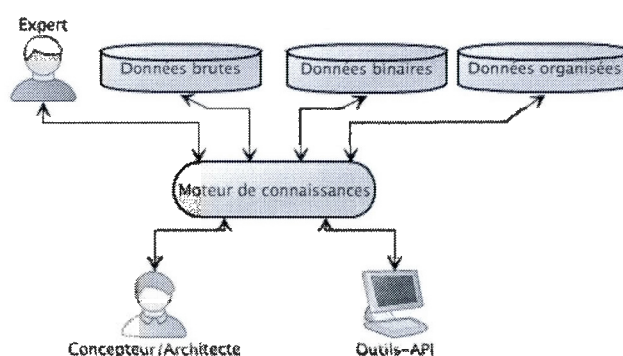 Expert
Données brutes
Données binaires
Données organisées
Moteur de connaissances
Concepteur/Architecte
Outils-API